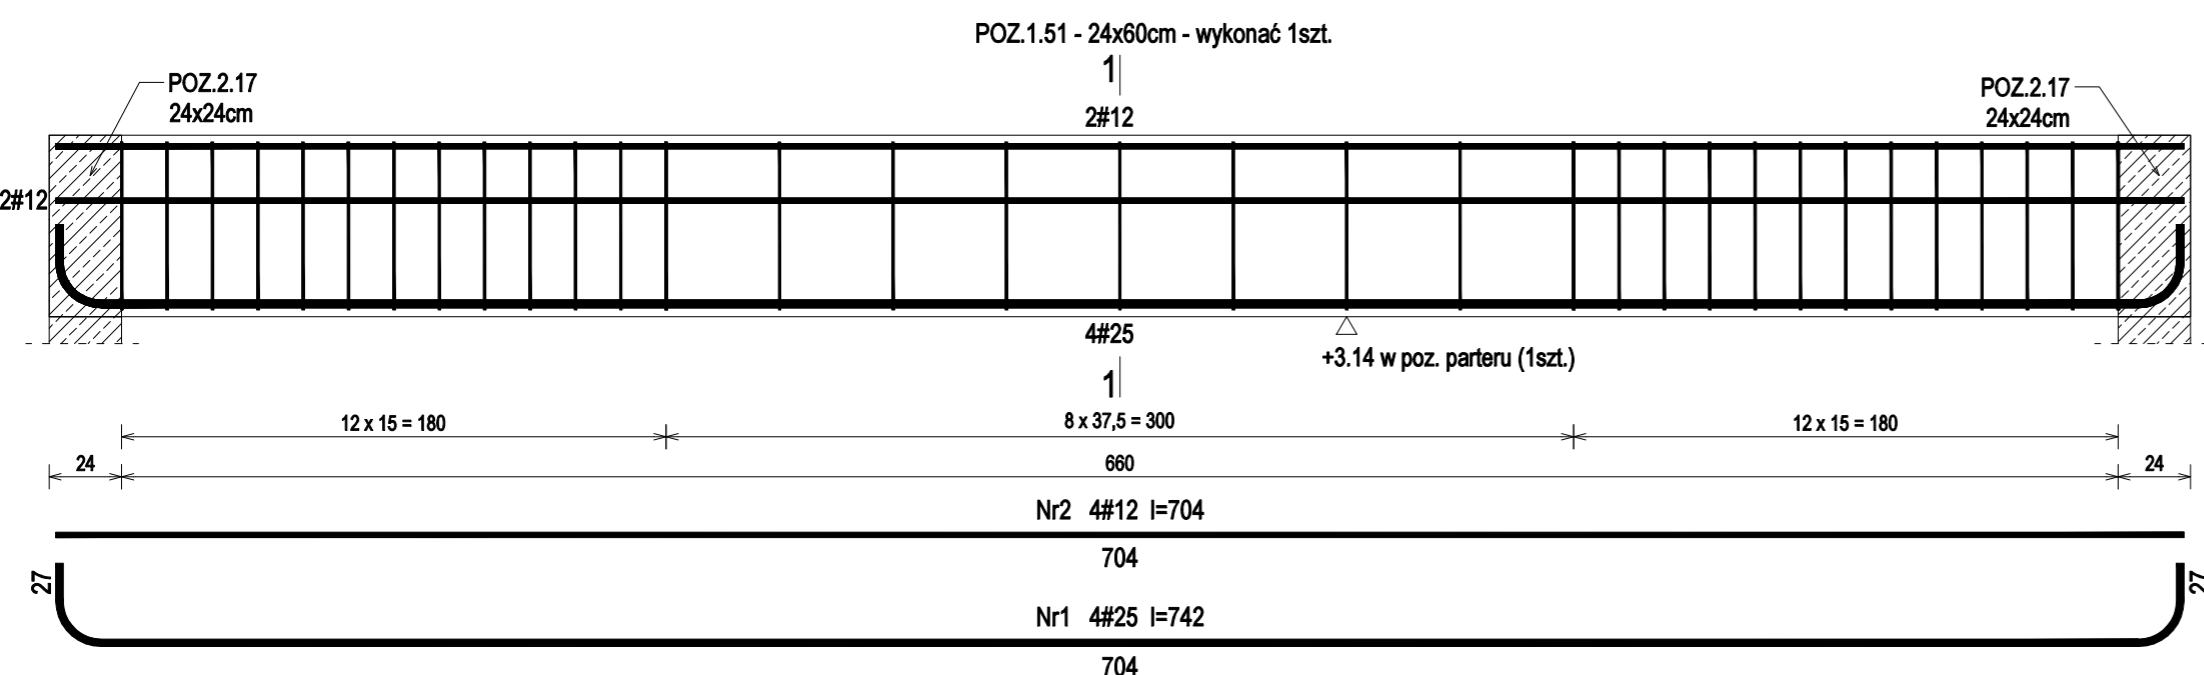 POZ.1.51 - 24x60cm - wykonać 1szt.
1
POZ.2.17
24x24cm
POZ.2.17
24x24cm
2#12
2#12
4#25
+3.14 w poz. parteru (1szt.)
1
12 x 15 = 180
8 x 37,5 = 300
12 x 15 = 180
24
660
24
Nr2 4#12 l=704
704
27
27
Nr1 4#25 l=742
704